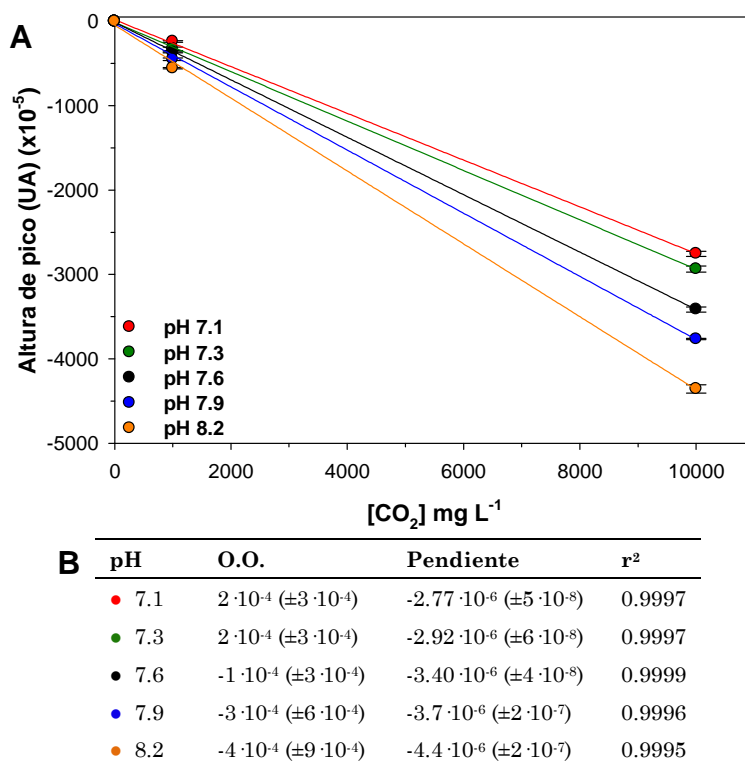 A
Altura de pico (UA) (x10⁻⁵)
0
-1000
-2000
-3000
-4000
-5000
pH 7.1
pH 7.3
pH 7.6
pH 7.9
pH 8.2
0 2000 4000 6000 8000 10000
[CO₂] mg L⁻¹
B
pH O.O. Pendiente r²
7.1 2·10⁻⁴ (±3·10⁻⁴) -2.77·10⁻⁶ (±5·10⁻⁸) 0.9997
7.3 2·10⁻⁴ (±3·10⁻⁴) -2.92·10⁻⁶ (±6·10⁻⁸) 0.9997
7.6 -1·10⁻⁴ (±3·10⁻⁴) -3.40·10⁻⁶ (±4·10⁻⁸) 0.9999
7.9 -3·10⁻⁴ (±6·10⁻⁴) -3.7·10⁻⁶ (±2·10⁻⁷) 0.9996
8.2 -4·10⁻⁴ (±9·10⁻⁴) -4.4·10⁻⁶ (±2·10⁻⁷) 0.9995